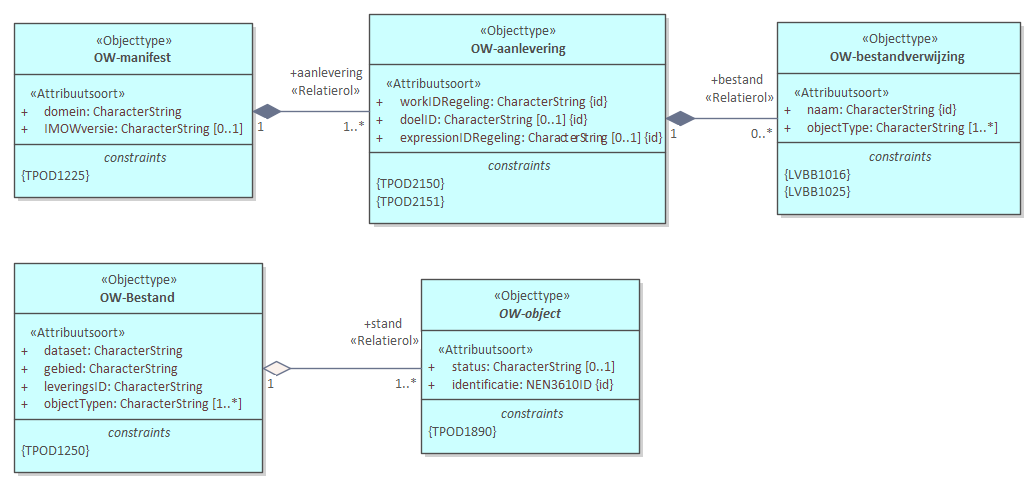 «Objecttype»
OW-manifest
«Attribuutsoort»
+ domein: CharacterString
+ IMOWversie: CharacterString [0..1]
constraints
{TPOD1225}
+aanlevering
«Relatierol»
1
1..*
«Objecttype»
OW-aanlevering
«Attribuutsoort»
+ workIDRegeling: CharacterString {id}
+ doelID: CharacterString [0..1] {id}
+ expressionIDRegeling: CharacterString [0..1] {id}
constraints
{TPOD2150}
{TPOD2151}
+bestand
«Relatierol»
1
0..*
«Objecttype»
OW-bestandverwijzing
«Attribuutsoort»
+ naam: CharacterString {id}
+ objectType: CharacterString [1..*]
constraints
{LVBB1016}
{LVBB1025}
«Objecttype»
OW-Bestand
«Attribuutsoort»
+ dataset: CharacterString
+ gebied: CharacterString
+ leveringsID: CharacterString
+ objectTypen: CharacterString [1..*]
constraints
{TPOD1250}
+stand
«Relatierol»
1
1..*
«Objecttype»
OW-object
«Attribuutsoort»
+ status: CharacterString [0..1]
+ identificatie: NEN3610ID {id}
constraints
{TPOD1890}